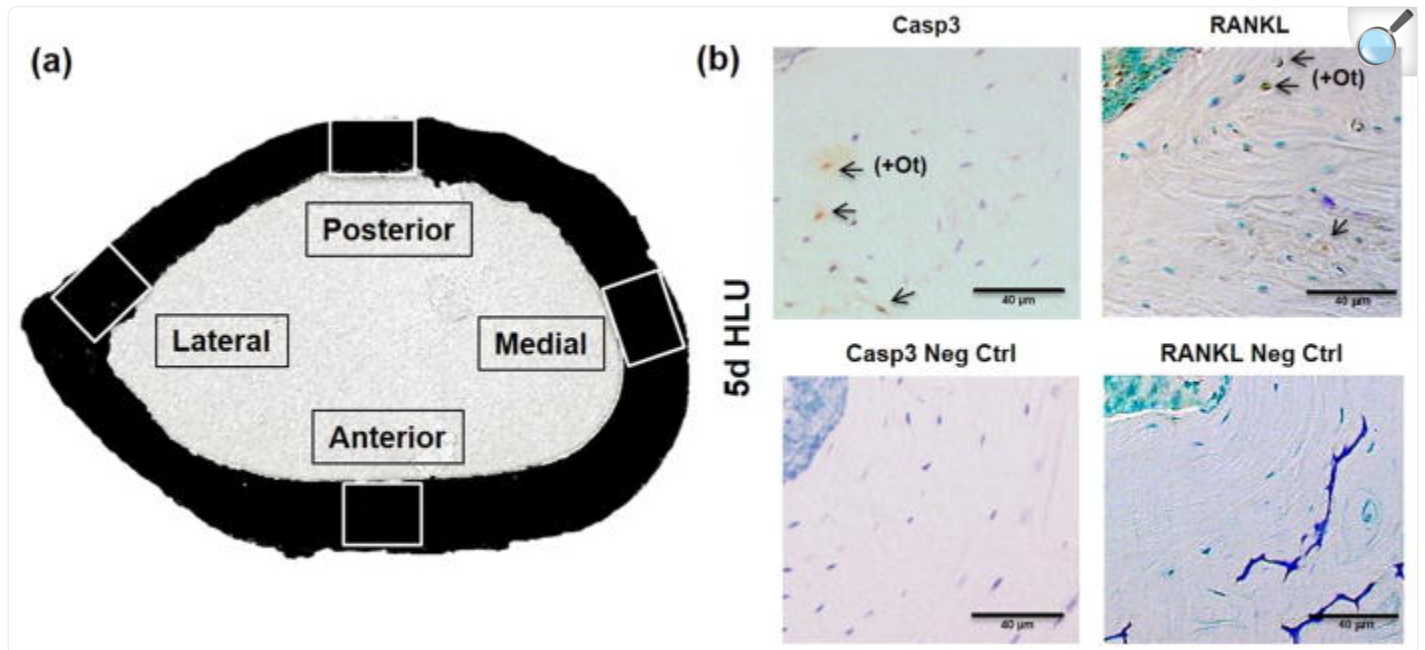 (a)
Posterior
Lateral
Medial
Anterior
(b)
5d HLU
Casp3
RANKL
(+Ot)
(+Ot)
40 µm
40 µm
Casp3 Neg Ctrl
RANKL Neg Ctrl
40 µm
40 µm